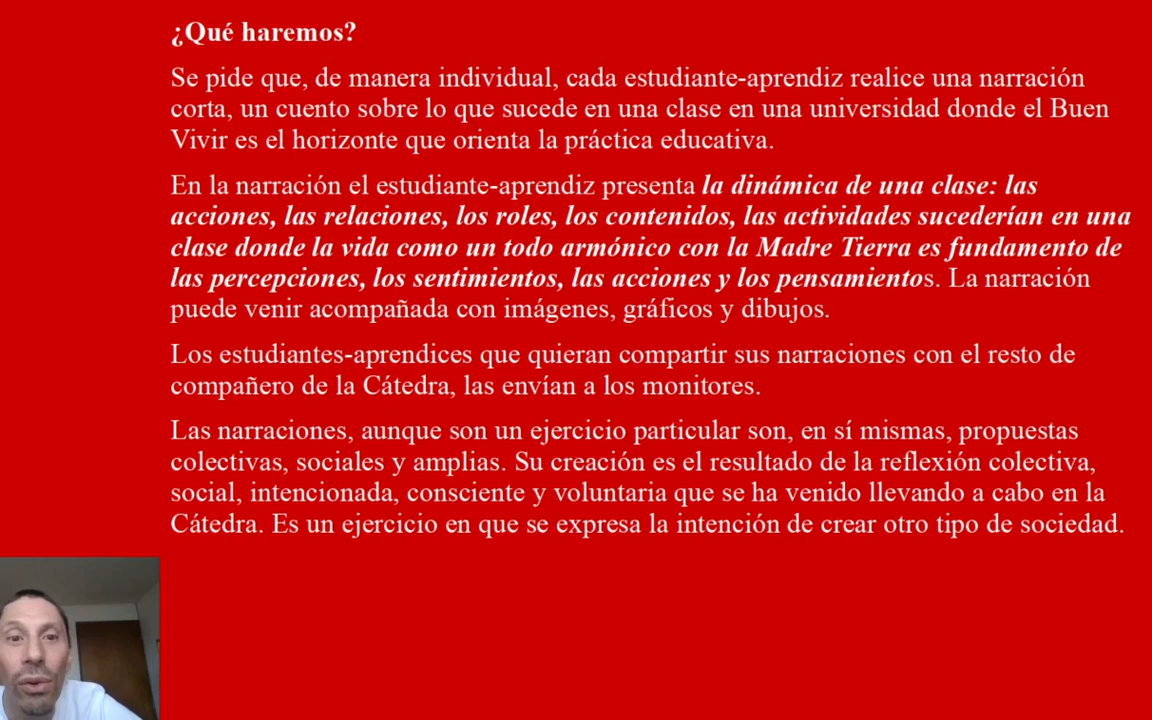 ¿Qué haremos?
Se pide que, de manera individual, cada estudiante-aprendiz realice una narración
corta, un cuento sobre lo que sucede en una clase en una universidad donde el Buen
Vivir es el horizonte que orienta la práctica educativa.
En la narración el estudiante-aprendiz presenta la dinámica de una clase: las
acciones, las relaciones, los roles, los contenidos, las actividades sucederían en una
clase donde la vida como un todo armónico con la Madre Tierra es fundamento de
las percepciones, los sentimientos, las acciones y los pensamientos. La narración
puede venir acompañada con imágenes, gráficos y dibujos.
Los estudiantes-aprendices que quieran compartir sus narraciones con el resto de
compañero de la Cátedra, las envían a los monitores.
Las narraciones, aunque son un ejercicio particular son, en sí mismas, propuestas
colectivas, sociales y amplias. Su creación es el resultado de la reflexión colectiva,
social, intencionada, consciente y voluntaria que se ha venido llevando a cabo en la
Cátedra. Es un ejercicio en que se expresa la intención de crear otro tipo de sociedad.